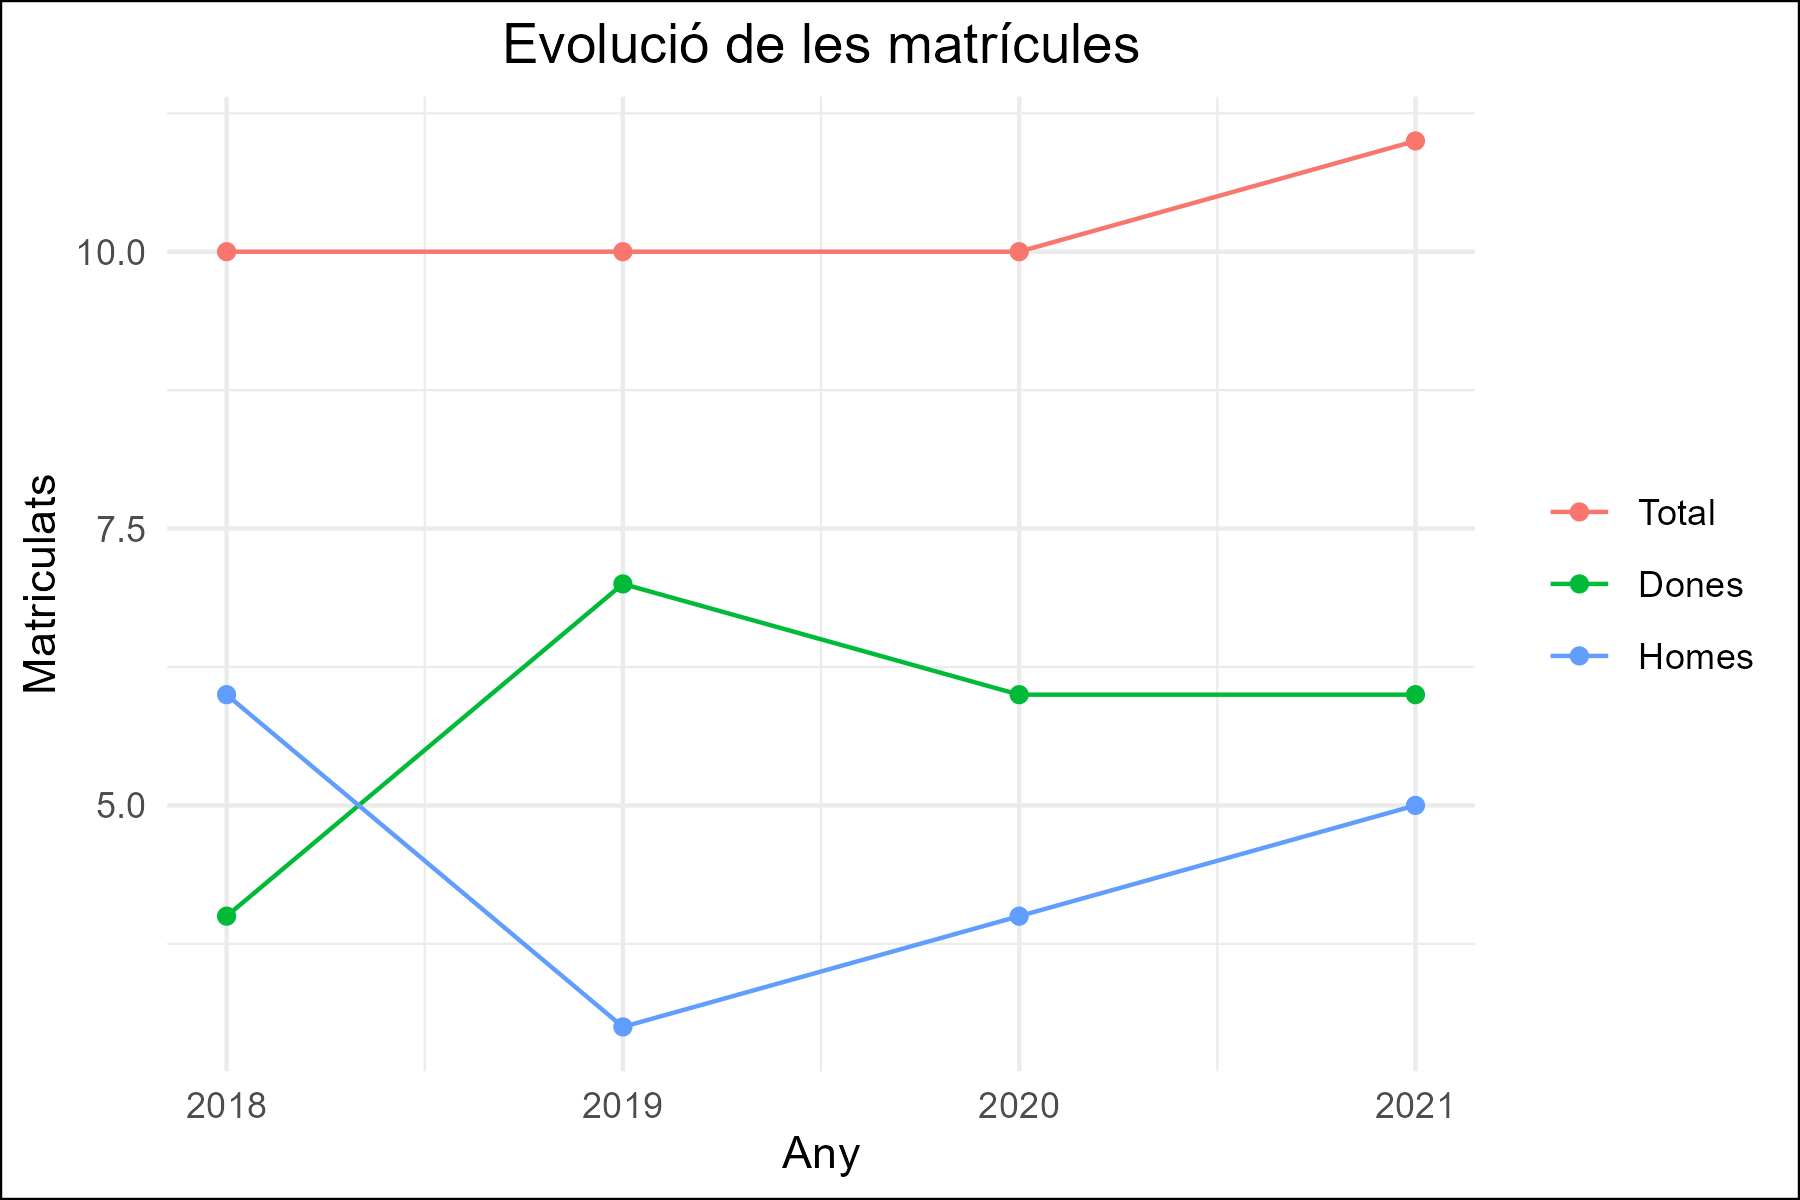 Evolució de les matrícules
10.0
7.5
5.0
Matriculats
2018 2019 2020 2021
Any
Total
Dones
Homes